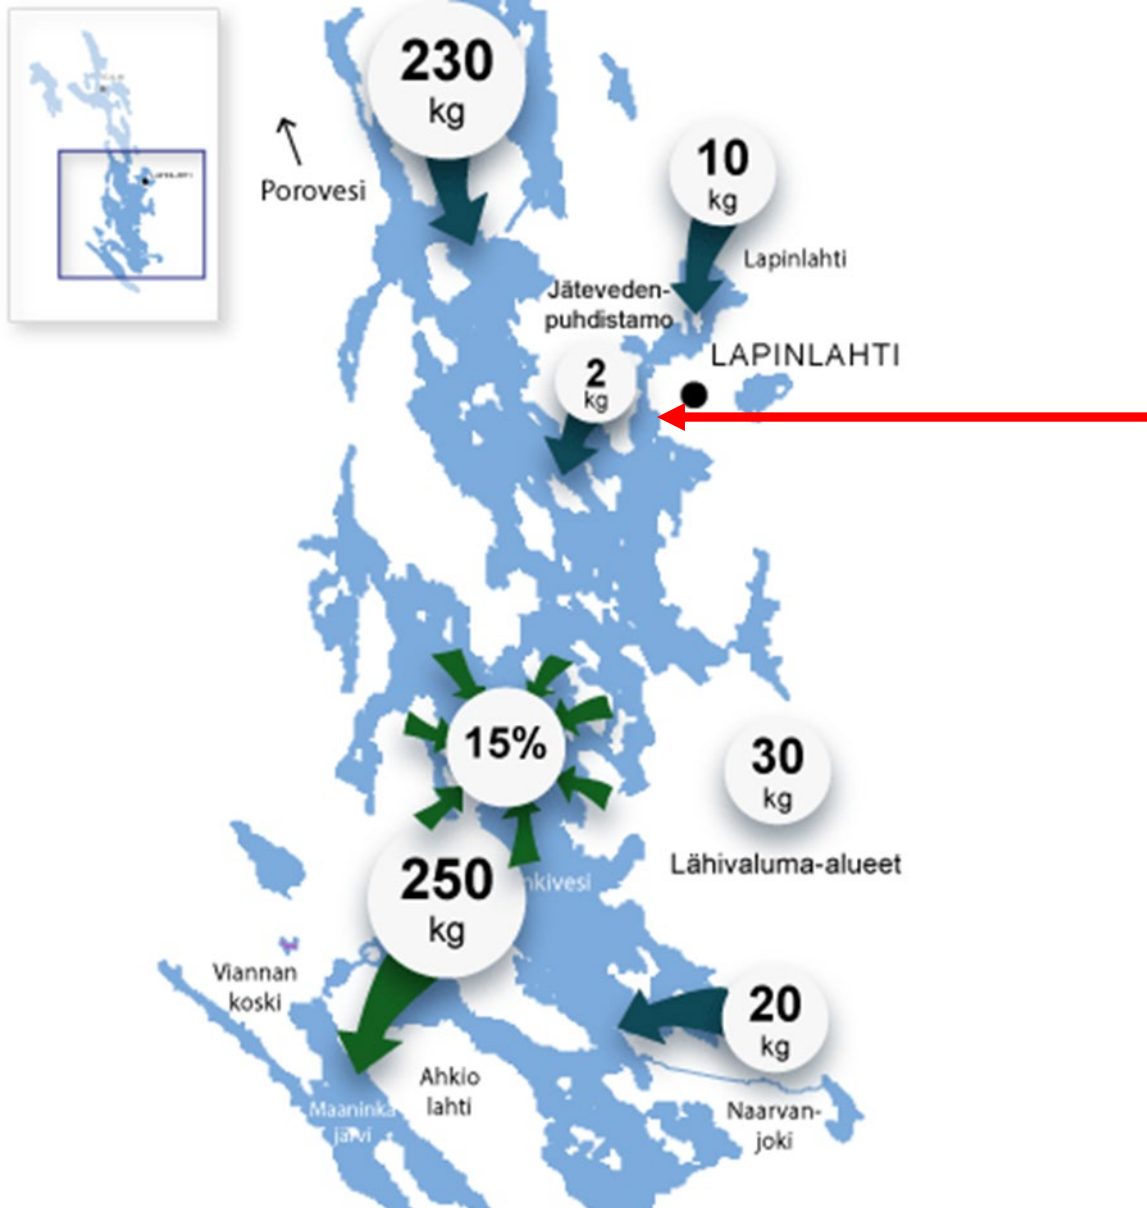 230
kg
10
kg
Porovesi
Lapinlahti
Jäteveden-
puhdistamo
LAPINLAHTI
2
kg
15%
30
kg
Lähivaluma-alueet
250
kg
nkivesi
Viannan
koski
20
kg
Ahkio
lahti
Maaninka
järvi
Naarvan-
joki